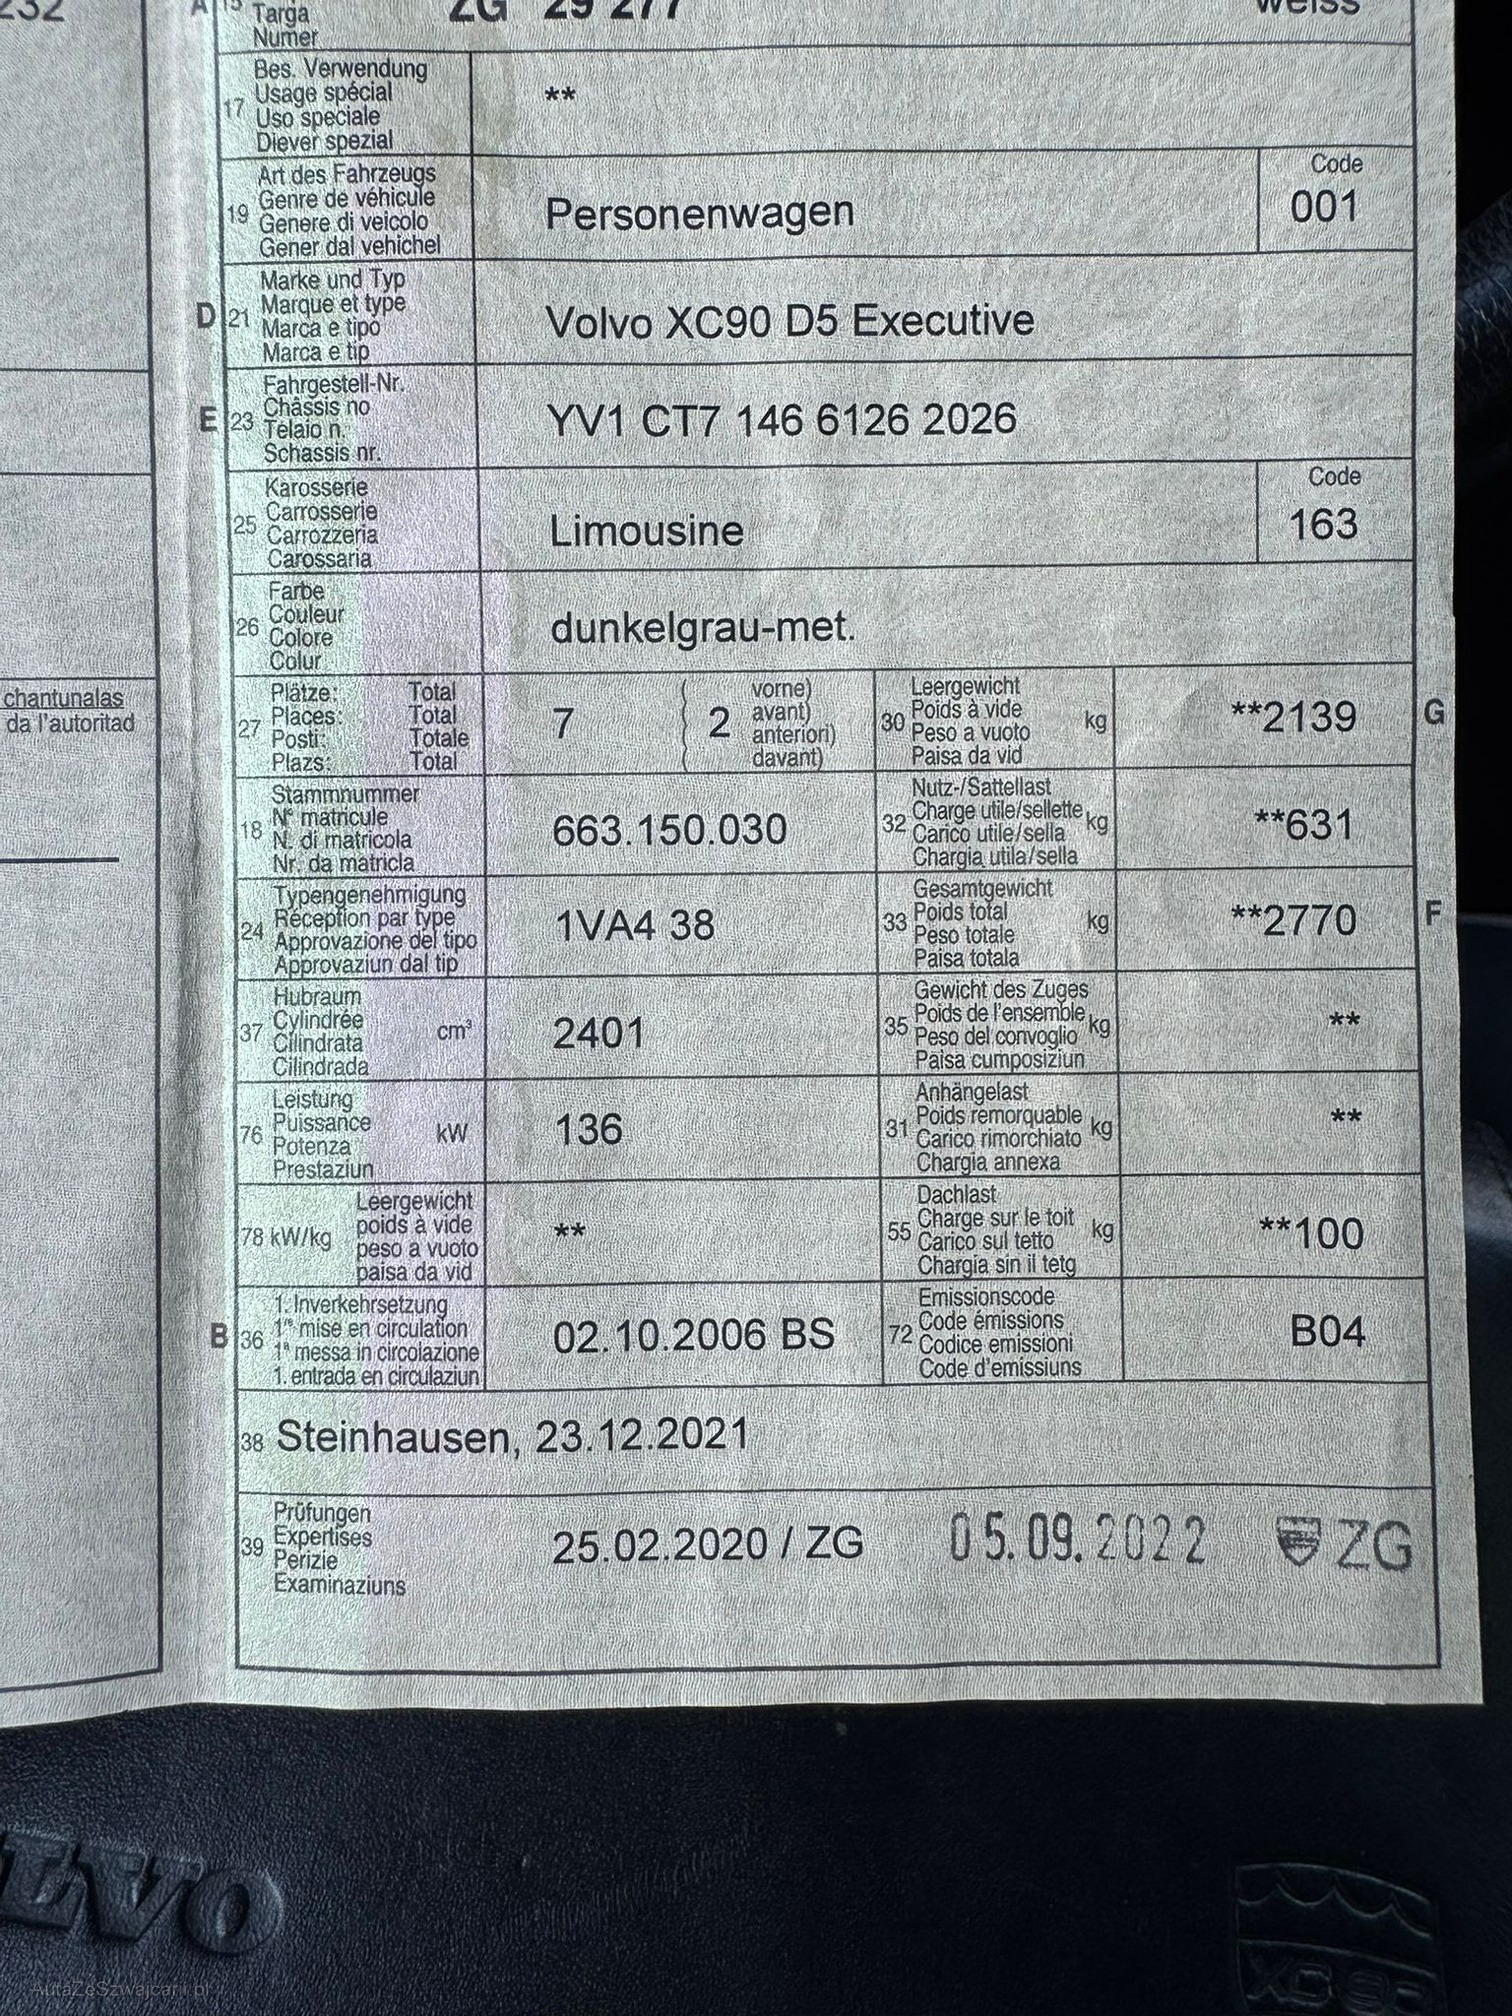 232
A 15 Targa ZG 29 277 weiss
Numer
Bes. Verwendung
17 Usage spécial **
Uso speciale
Diever spezial
Art des Fahrzeugs Code
19 Genre de véhicule Personenwagen 001
Genere di veicolo
Gener dal vehichel
Marke und Typ
D 21 Marque et type Volvo XC90 D5 Executive
Marca e tipo
Marca e tip
Fahrgestell-Nr.
E 23 Châssis no YV1 CT7 146 6126 2026
Telaio n.
Schassis nr.
Karosserie Code
25 Carrosserie Limousine 163
Carrozzeria
Carossaria
Farbe
26 Couleur dunkelgrau-met.
Colore
Colur
chantunalas
da l'autoritad
Plätze: Total vorne) Leergewicht
27 Places: Total 7 ( 2 avant) 30 Poids à vide kg **2139 G
Posti: Totale anteriori) Peso a vuoto
Plazs: Total davant) Paisa da vid
Stammnummer Nutz-/Sattellast
18 N° matricule 663.150.030 32 Charge utile/sellette kg **631
N. di matricola Carico utile/sella
Nr. da matricla Chargia utila/sella
Typengenehmigung Gesamtgewicht
24 Réception par type 1VA4 38 33 Poids total kg **2770 F
Approvazione del tipo Peso totale
Approvaziun dal tip Paisa totala
Hubraum Gewicht des Zuges
37 Cylindrée cm³ 2401 35 Poids de l'ensemble kg **
Cilindrata Peso del convoglio
Cilindrada Paisa cumposiziun
Leistung Anhängelast
76 Puissance kW 136 31 Poids remorquable kg **
Potenza Carico rimorchiato
Prestaziun Chargia annexa
Leergewicht Dachlast
78 kW/kg poids à vide ** 55 Charge sur le toit kg **100
peso a vuoto Carico sul tetto
paisa da vid Chargia sin il tetg
1. Inverkehrsetzung Emissionscode
B 36 1re mise en circulation 02.10.2006 BS 72 Code émissions B04
1a messa in circolazione Codice emissioni
1. entrada en circulaziun Code d'emissiuns
38 Steinhausen, 23.12.2021
Prüfungen
39 Expertises 25.02.2020 / ZG 05.09.2022 ZG
Perizie
Examinaziuns
LVO
XC 90
AutaZeSzwajcarii.pl